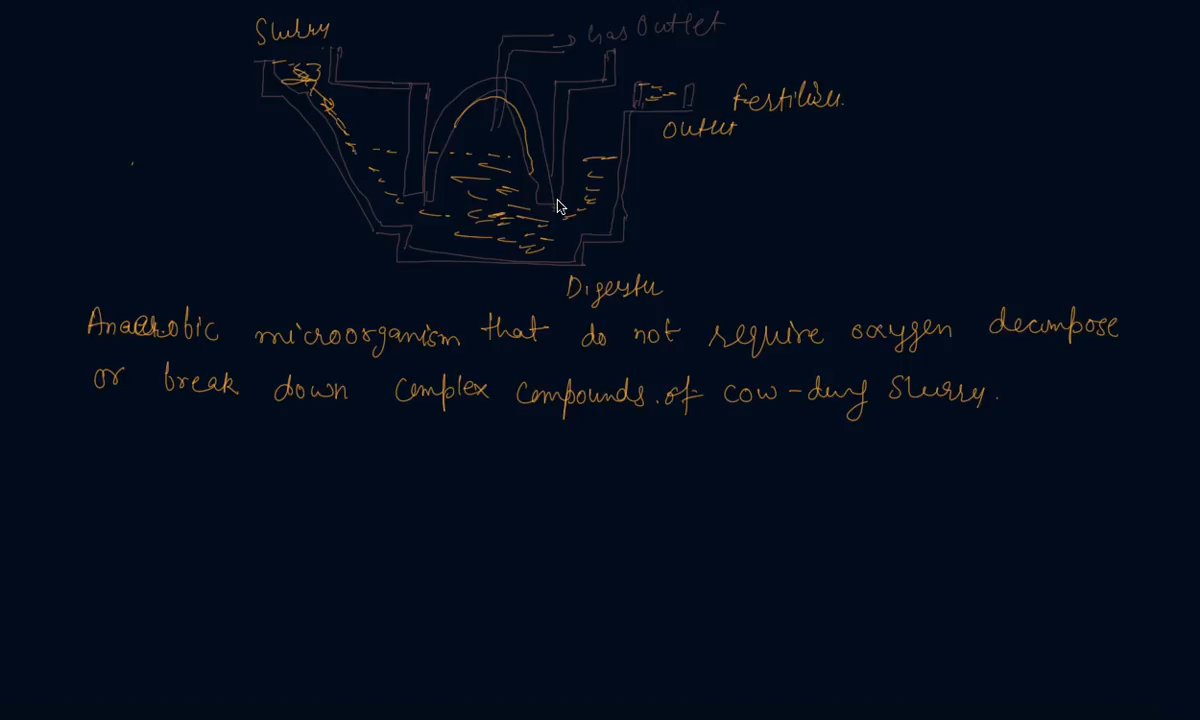 Slurry
Gas Outlet
Fertilizer
Outlet
Digester
Anaerobic microorganism that do not require oxygen decompose
or break down complex compounds of cow-dung Slurry.